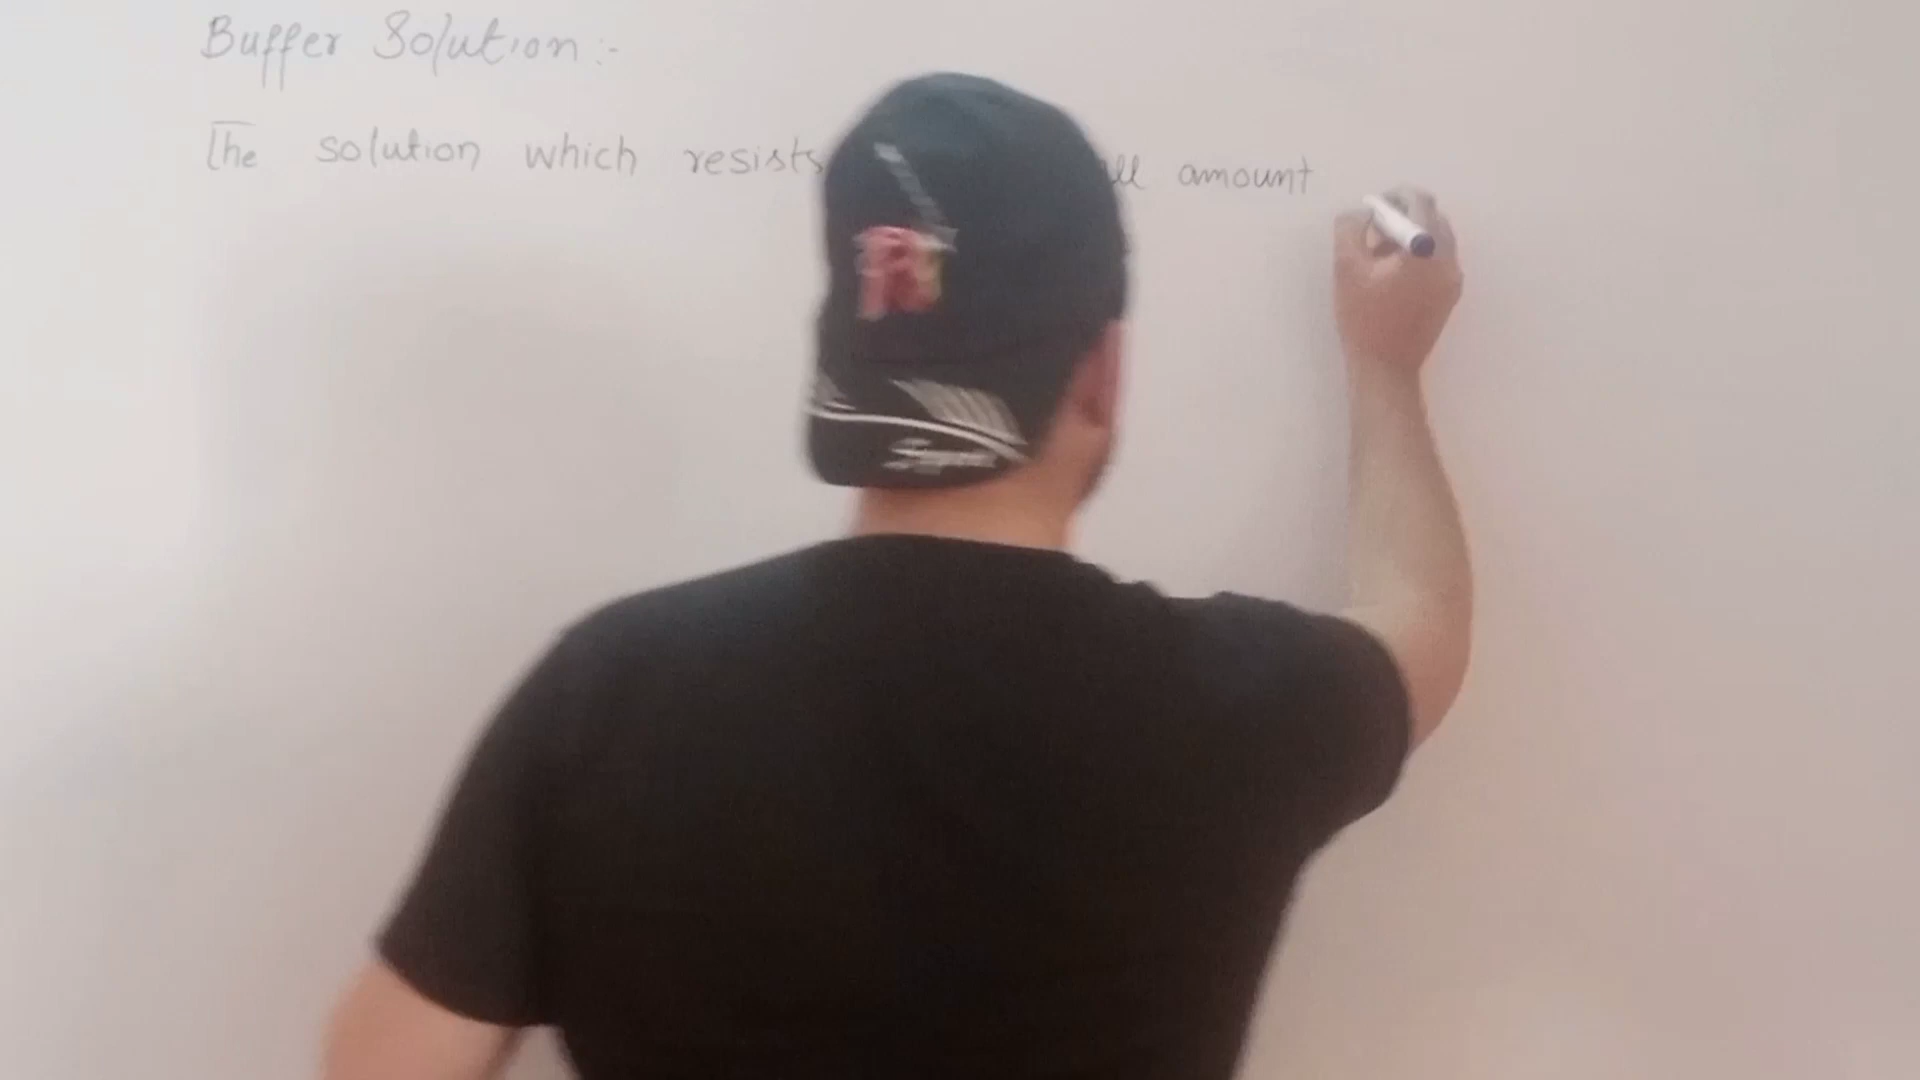 Buffer Solution :-
The solution which resists amount